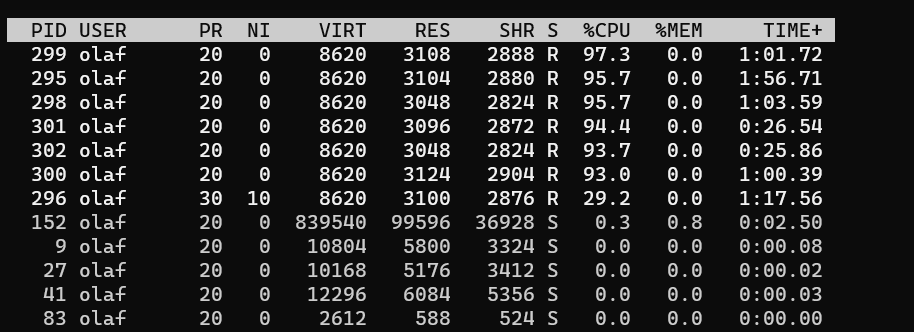 PID USER PR NI VIRT RES SHR S %CPU %MEM TIME+
299 olaf 20 0 8620 3108 2888 R 97.3 0.0 1:01.72
295 olaf 20 0 8620 3104 2880 R 95.7 0.0 1:56.71
298 olaf 20 0 8620 3048 2824 R 95.7 0.0 1:03.59
301 olaf 20 0 8620 3096 2872 R 94.4 0.0 0:26.54
302 olaf 20 0 8620 3048 2824 R 93.7 0.0 0:25.86
300 olaf 20 0 8620 3124 2904 R 93.0 0.0 1:00.39
296 olaf 30 10 8620 3100 2876 R 29.2 0.0 1:17.56
152 olaf 20 0 839540 99596 36928 S 0.3 0.8 0:02.50
9 olaf 20 0 10804 5800 3324 S 0.0 0.0 0:00.08
27 olaf 20 0 10168 5176 3412 S 0.0 0.0 0:00.02
41 olaf 20 0 12296 6084 5356 S 0.0 0.0 0:00.03
83 olaf 20 0 2612 588 524 S 0.0 0.0 0:00.00